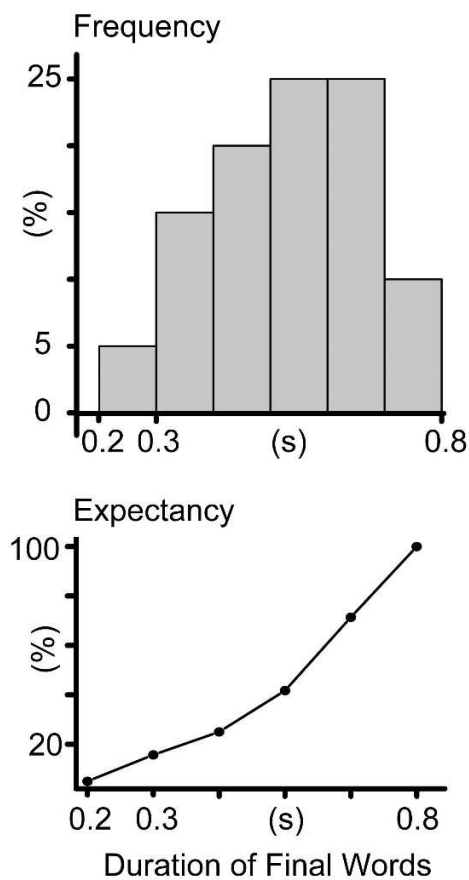 Frequency
25
(%)
5
0
0.2 0.3 (s) 0.8
Expectancy
100
(%)
20
0.2 0.3 (s) 0.8
Duration of Final Words